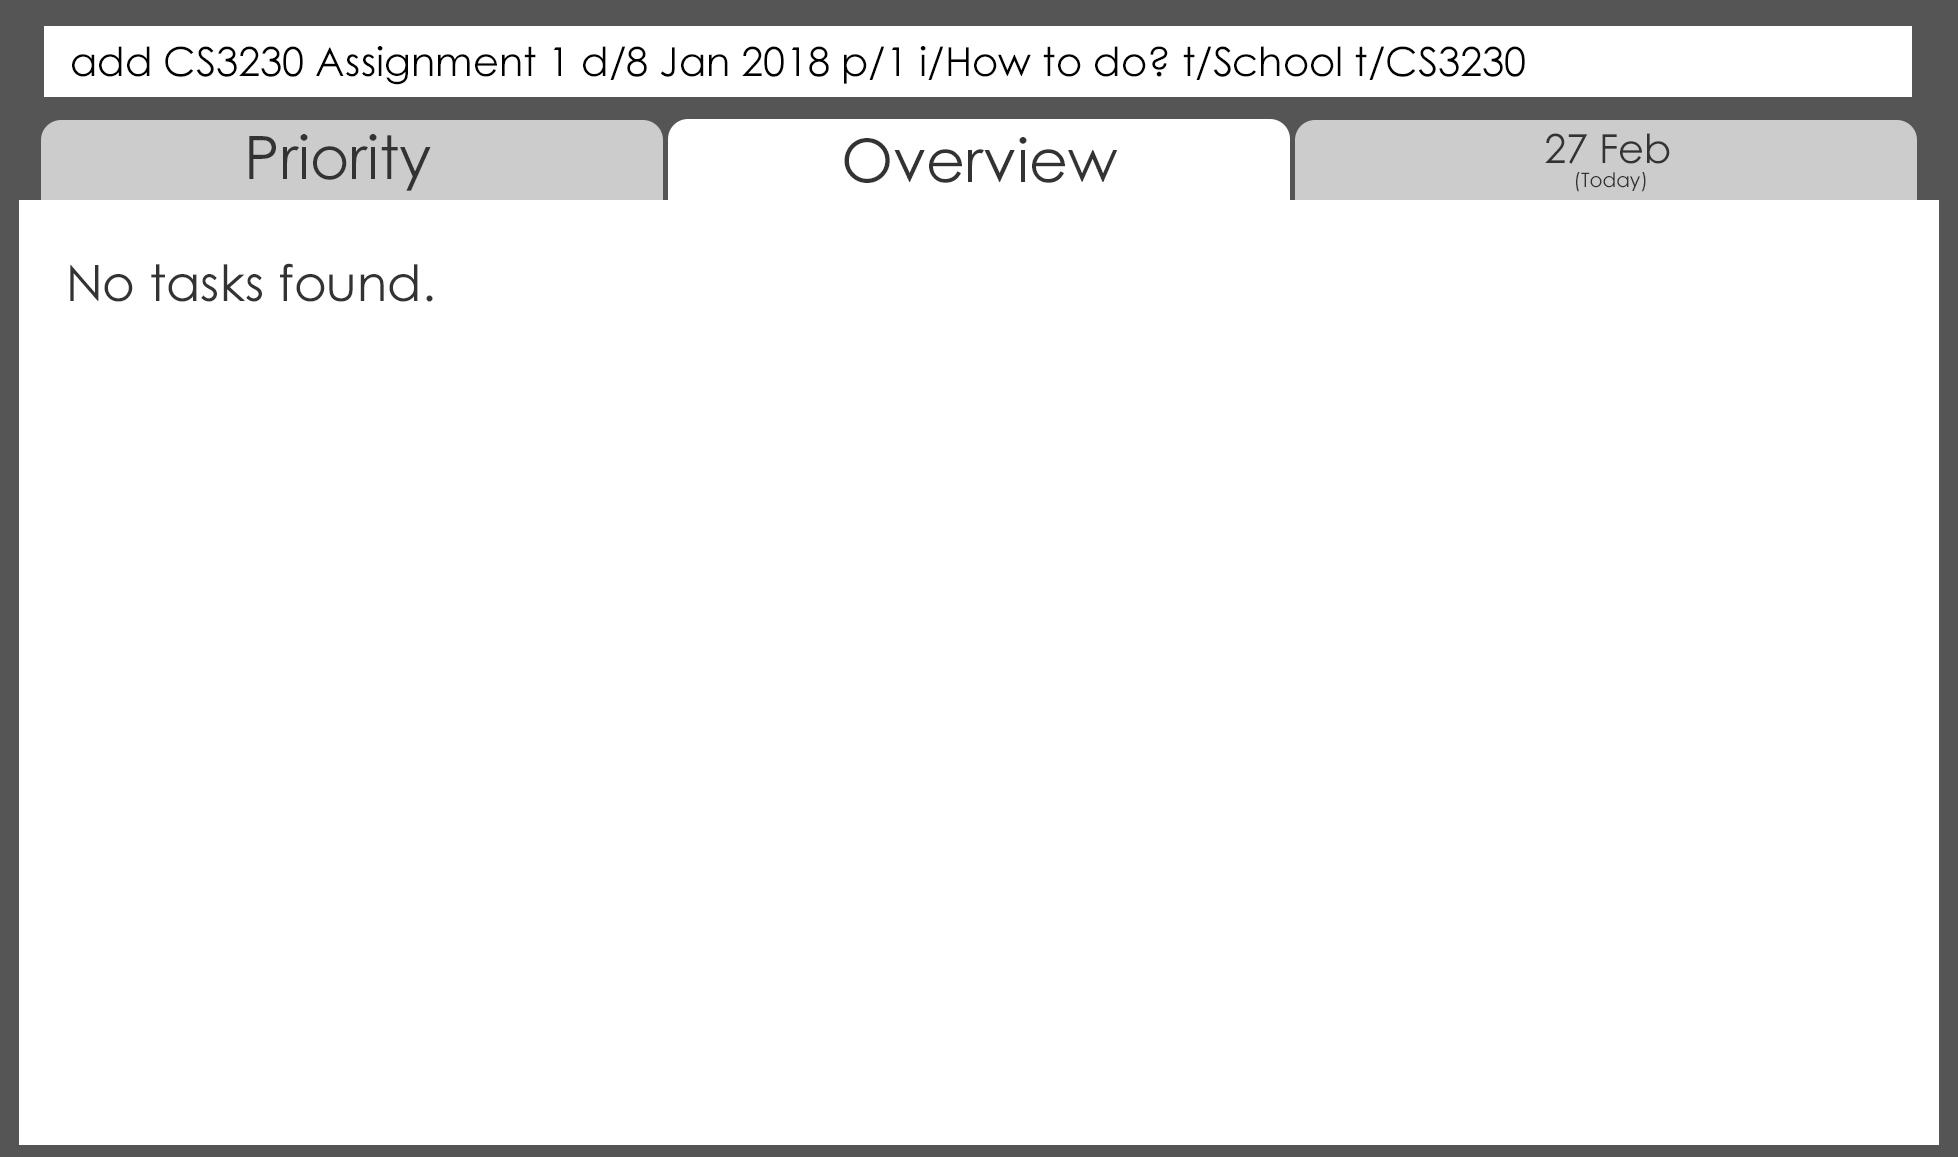 add CS3230 Assignment 1 d/8 Jan 2018 p/1 i/How to do? t/School t/CS3230
Priority
Overview
27 Feb
(Today)
No tasks found.